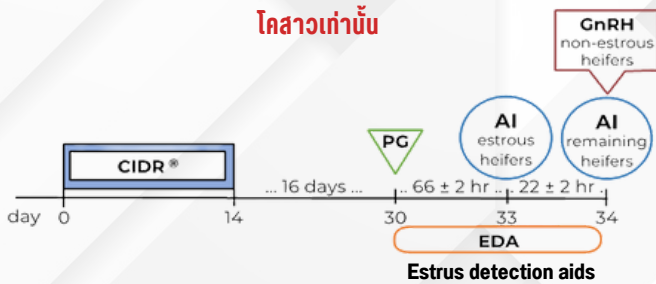 โคสาวเท่านั้น
GnRH
non-estrous
heifers
AI
estrous
heifers
AI
remaining
heifers
PG
CIDR®
... 16 days ...
.. 66 ± 2 hr ..
.. 22 ± 2 hr .
day 0 14 30 33 34
EDA
Estrus detection aids